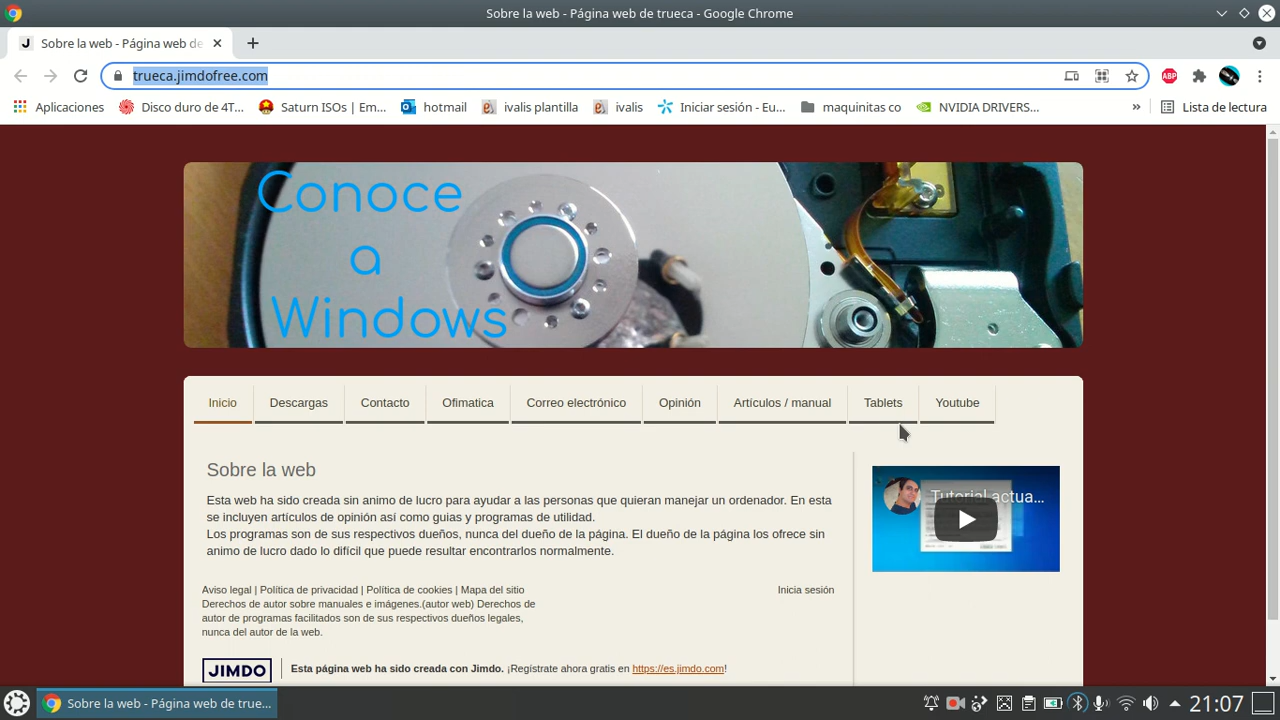 Sobre la web - Página web de trueca - Google Chrome
Sobre la web - Página web de
trueca.jimdofree.com
ABP
Aplicaciones
Disco duro de 4T...
Saturn ISOs | Em...
hotmail
ivalis plantilla
ivalis
Iniciar sesión - Eu...
maquinitas co
NVIDIA DRIVERS...
»
Lista de lectura
Conoce
a
Windows
Inicio
Descargas
Contacto
Ofimatica
Correo electrónico
Opinión
Artículos / manual
Tablets
Youtube
Sobre la web
Esta web ha sido creada sin animo de lucro para ayudar a las personas que quieran manejar un ordenador. En esta
se incluyen artículos de opinión así como guias y programas de utilidad.
Los programas son de sus respectivos dueños, nunca del dueño de la página. El dueño de la página los ofrece sin
animo de lucro dado lo difícil que puede resultar encontrarlos normalmente.
Tutorial actua...
Aviso legal | Política de privacidad | Política de cookies | Mapa del sitio
Derechos de autor sobre manuales e imágenes.(autor web) Derechos de
autor de programas facilitados son de sus respectivos dueños legales,
nunca del autor de la web.
Inicia sesión
JIMDO
Esta página web ha sido creada con Jimdo. ¡Regístrate ahora gratis en https://es.jimdo.com!
Sobre la web - Página web de true...
21:07